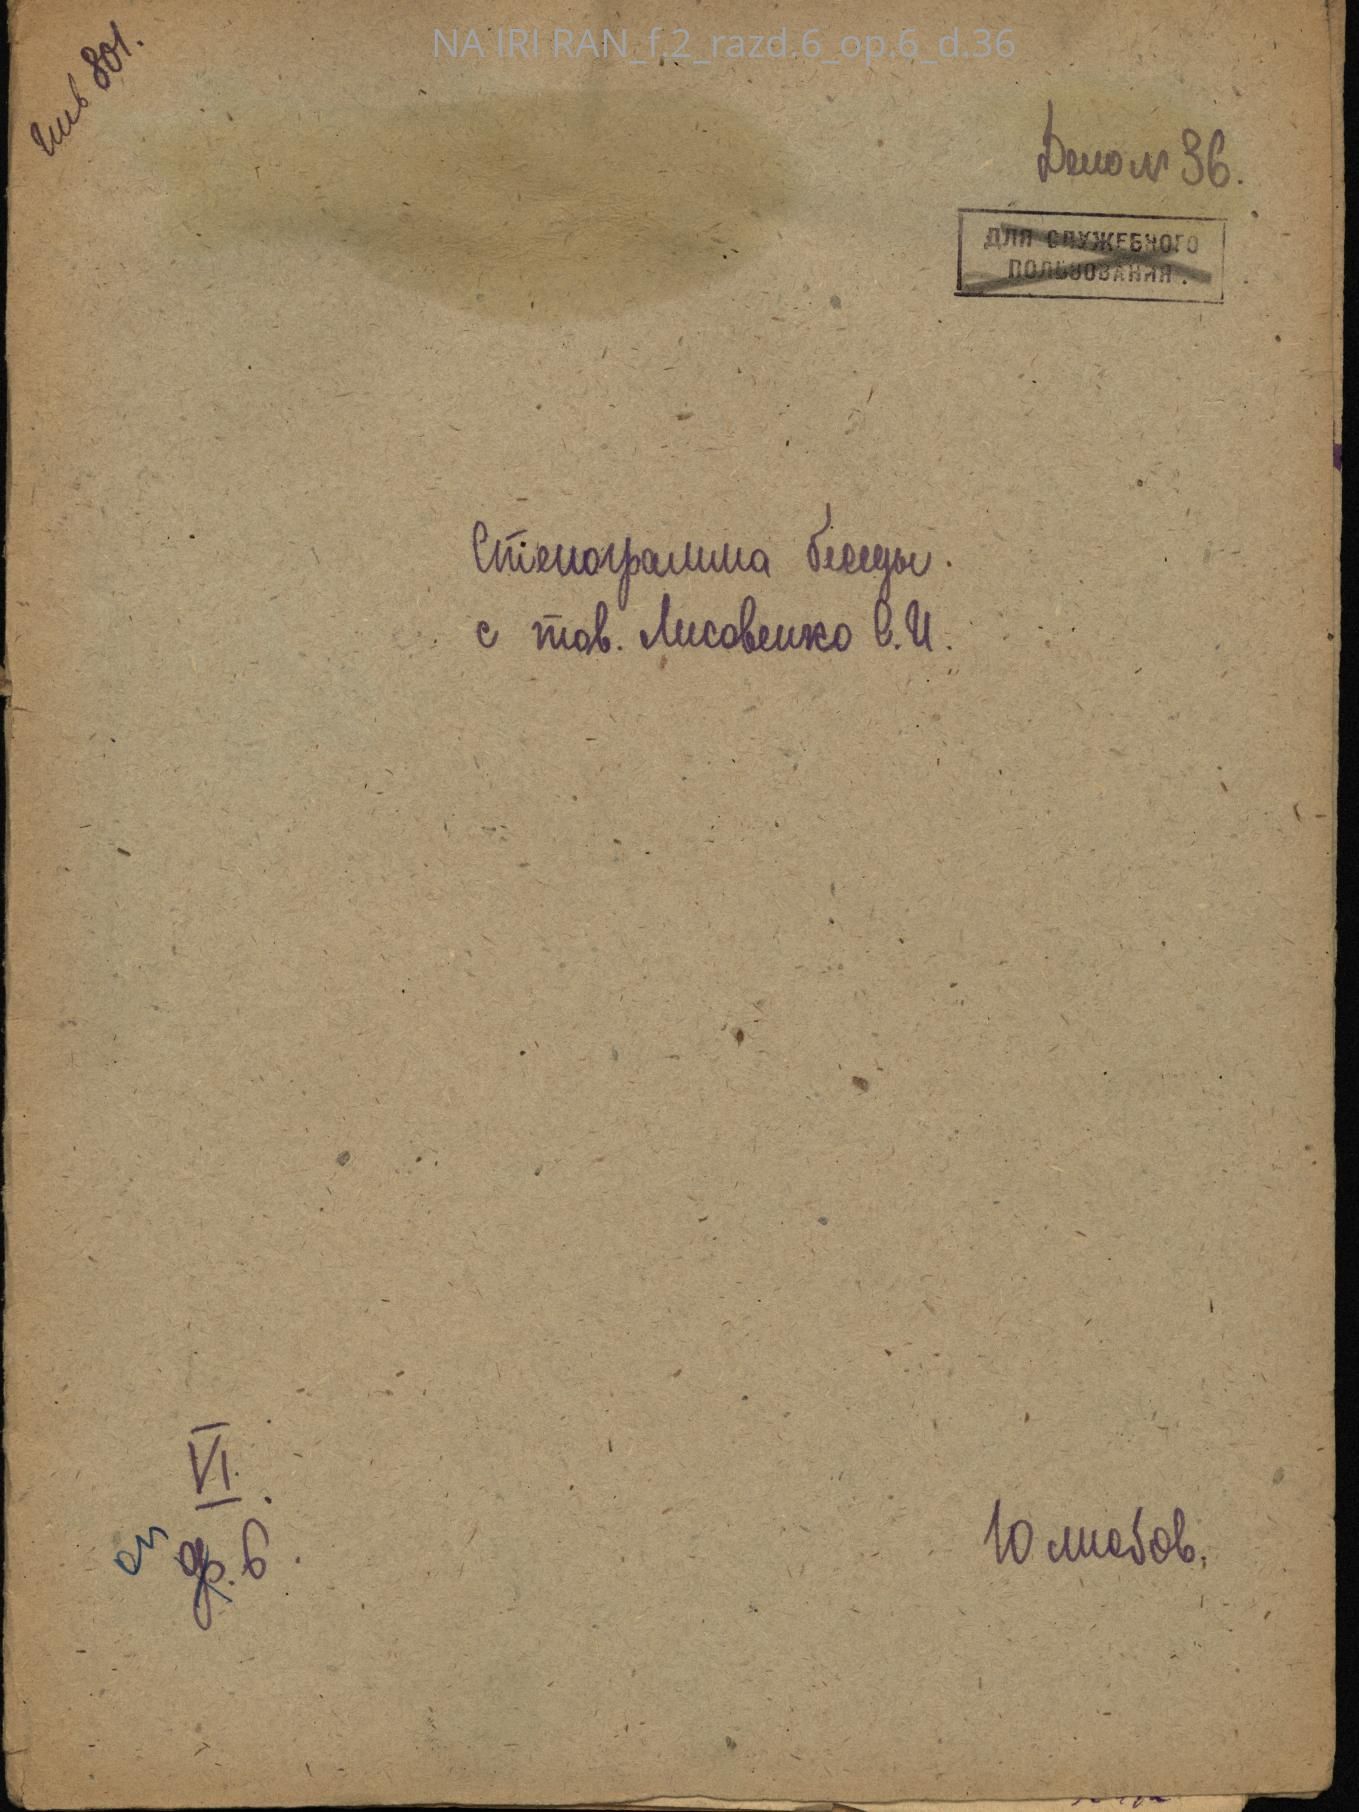 NA IRI RAN_f.2_razd.6_op.6_d.36
Инв 801.
Дело № 36.
ДЛЯ СЛУЖЕБНОГО
ПОЛЬЗОВАНИЯ.
Стенограмма беседы.
с тов. Лисовенко С.И.
VI.
оп ф. 6.
10 листов.